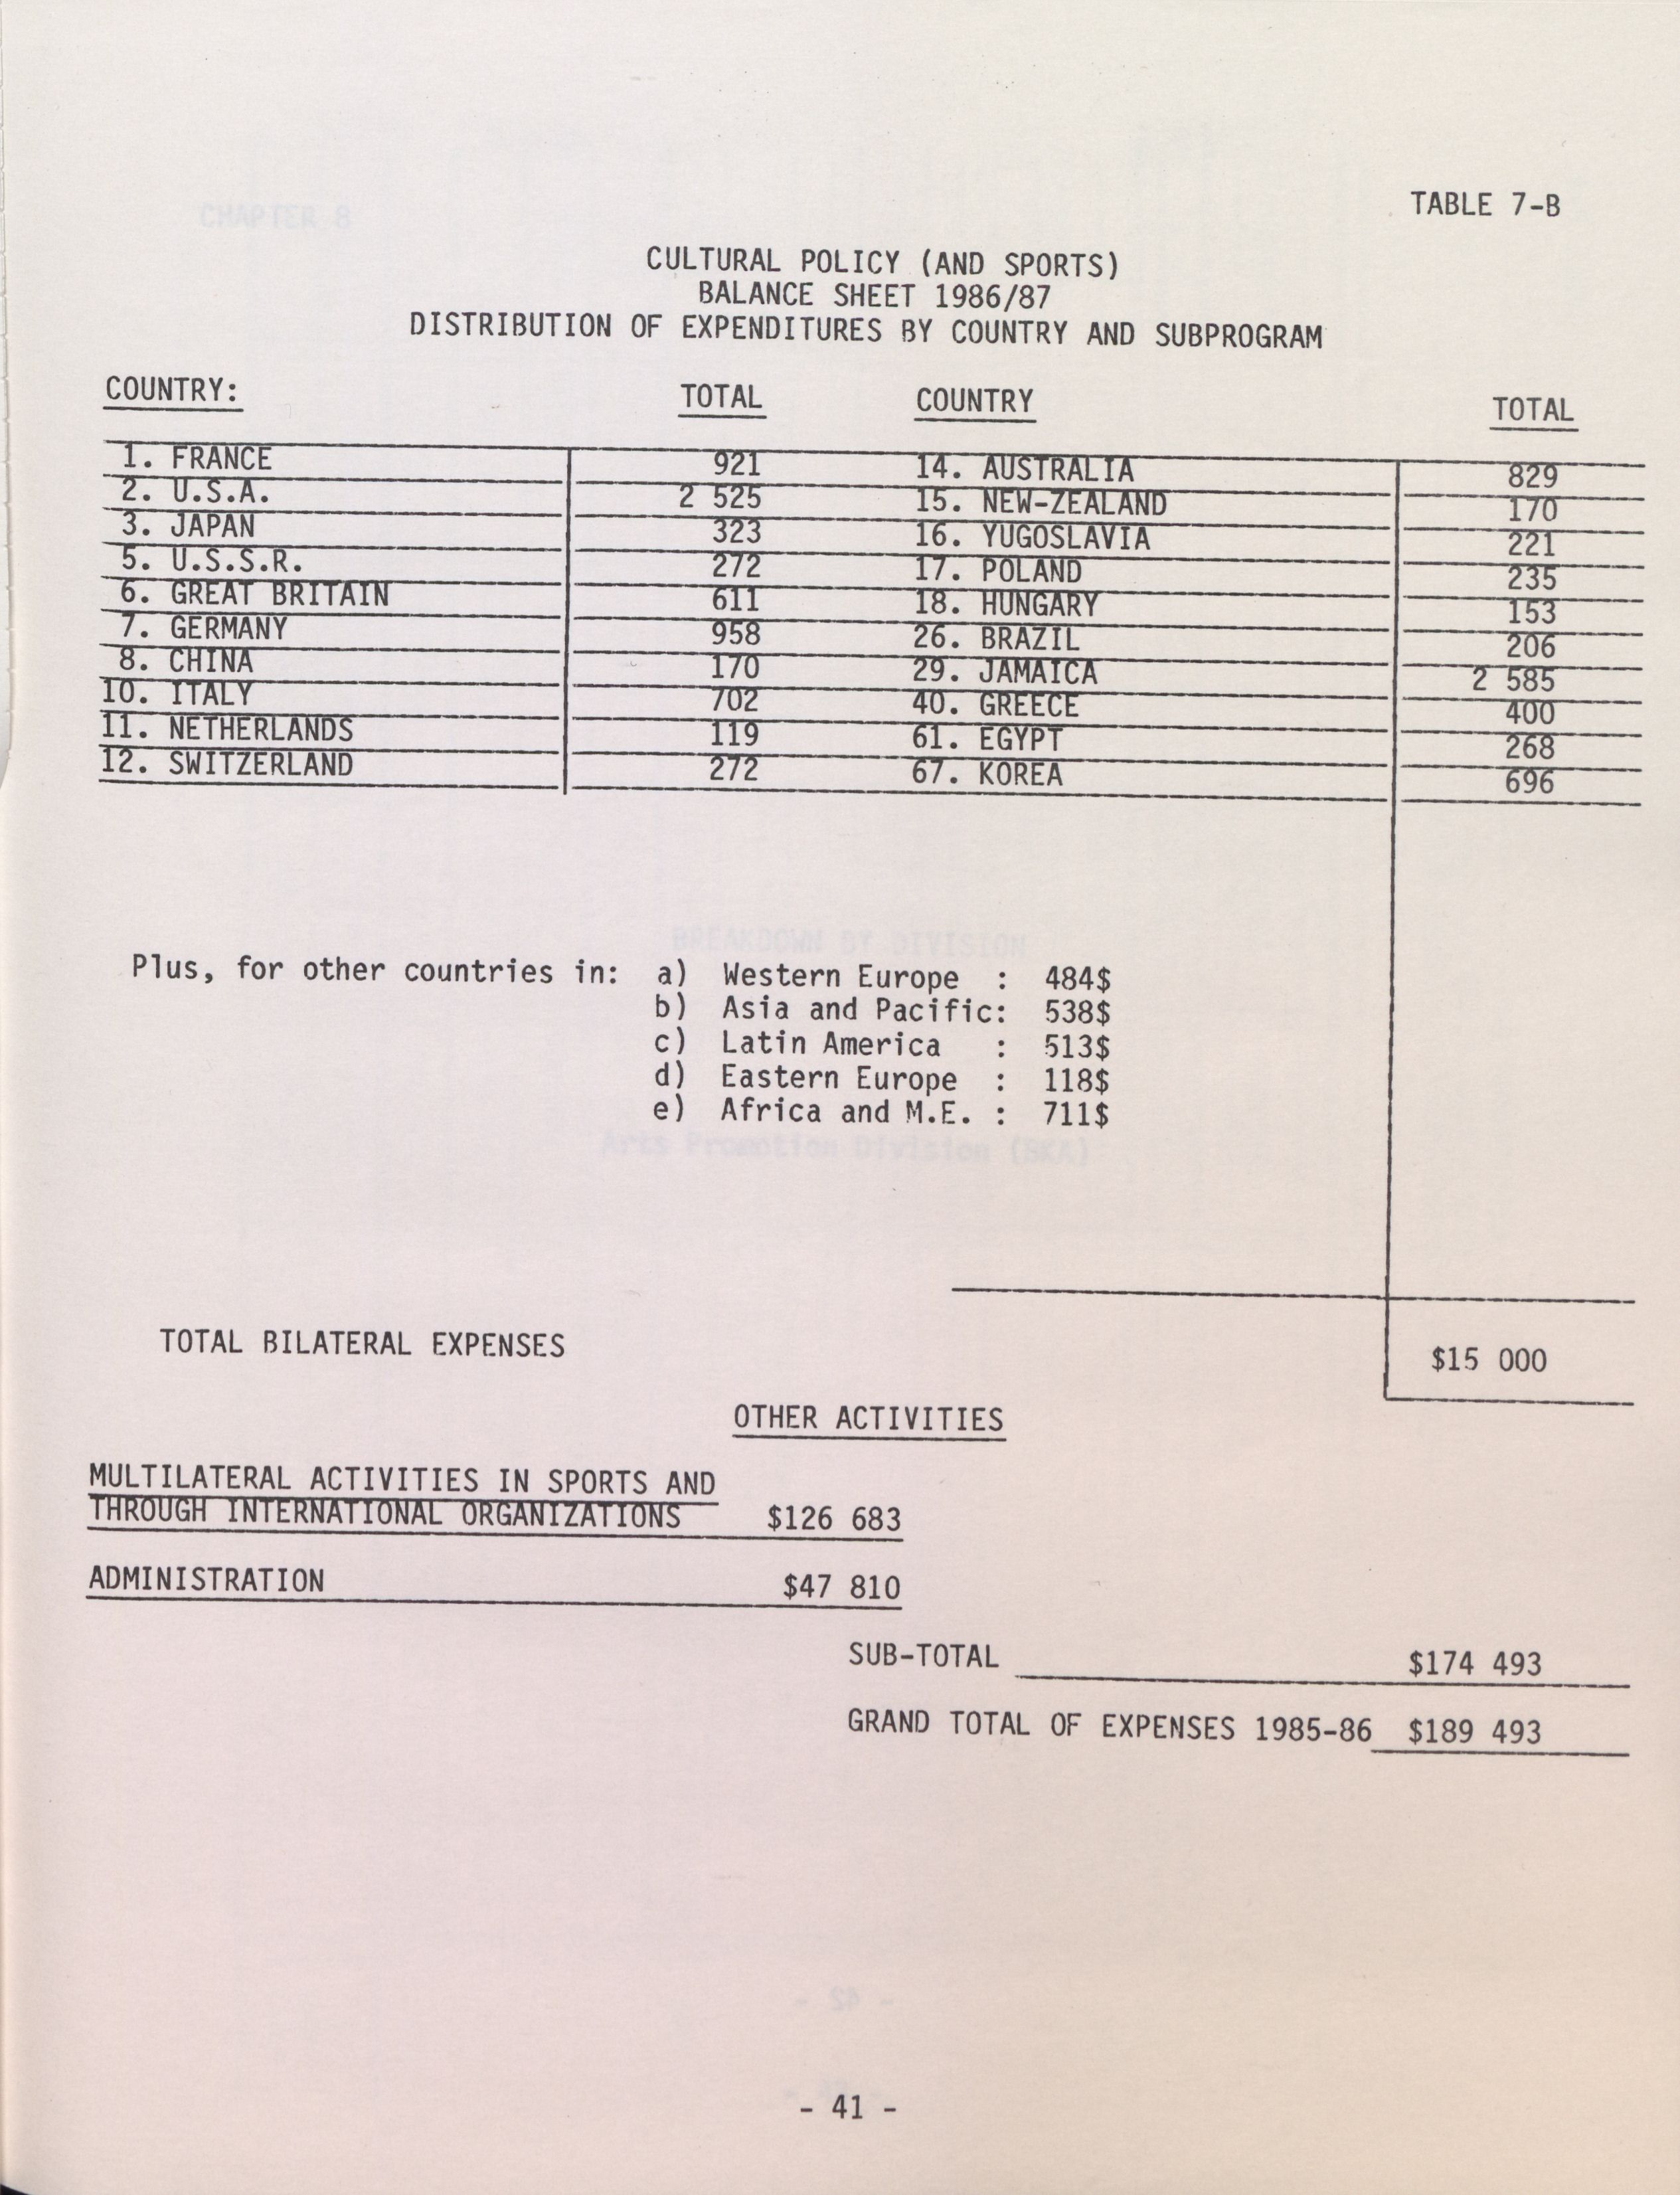 TABLE 7-B
CULTURAL POLICY (AND SPORTS)
BALANCE SHEET 1986/87
DISTRIBUTION OF EXPENDITURES BY COUNTRY AND SUBPROGRAM
COUNTRY: TOTAL COUNTRY TOTAL
1. FRANCE 921 14. AUSTRALIA 829
2. U.S.A. 2 525 15. NEW-ZEALAND 170
3. JAPAN 323 16. YUGOSLAVIA 221
5. U.S.S.R. 272 17. POLAND 235
6. GREAT BRITAIN 611 18. HUNGARY 153
7. GERMANY 958 26. BRAZIL 206
8. CHINA 170 29. JAMAICA 2 585
10. ITALY 702 40. GREECE 400
11. NETHERLANDS 119 61. EGYPT 268
12. SWITZERLAND 272 67. KOREA 696
Plus, for other countries in: a) Western Europe : 484$
b) Asia and Pacific: 538$
c) Latin America : 513$
d) Eastern Europe : 118$
e) Africa and M.E. : 711$
TOTAL BILATERAL EXPENSES $15 000
OTHER ACTIVITIES
MULTILATERAL ACTIVITIES IN SPORTS AND
THROUGH INTERNATIONAL ORGANIZATIONS $126 683
ADMINISTRATION $47 810
SUB-TOTAL $174 493
GRAND TOTAL OF EXPENSES 1985-86 $189 493
- 41 -